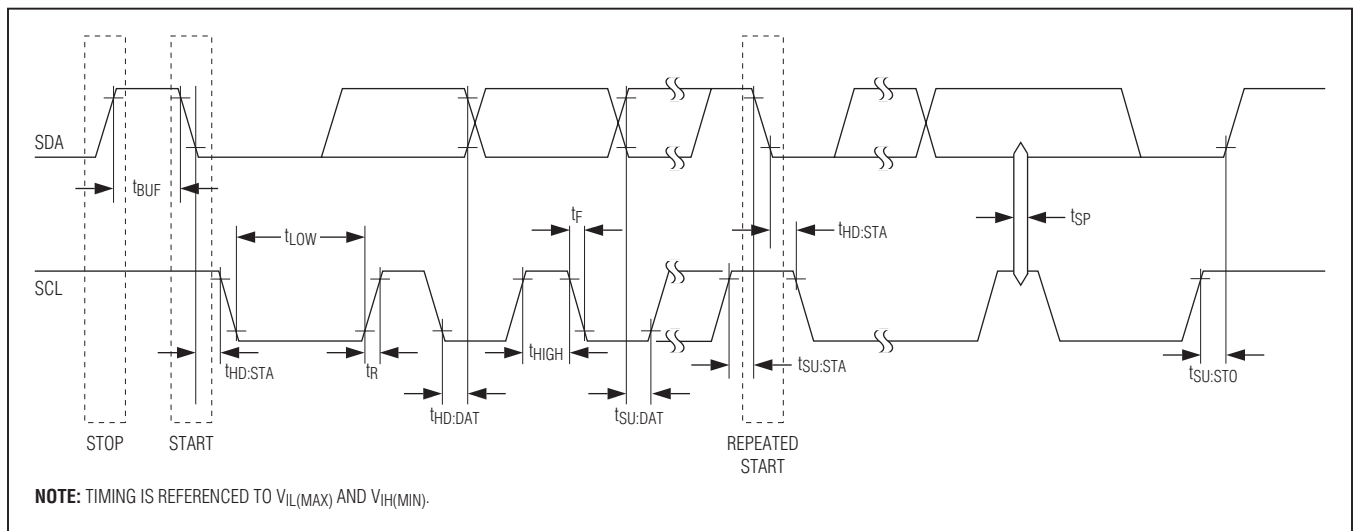 SDA
tBUF
tLOW
tF
tHD:STA
tSP
SCL
tHD:STA
tR
tHIGH
tHD:DAT
tSU:DAT
tSU:STA
tSU:STO
STOP
START
REPEATED
START
NOTE: TIMING IS REFERENCED TO VIL(MAX) AND VIH(MIN).